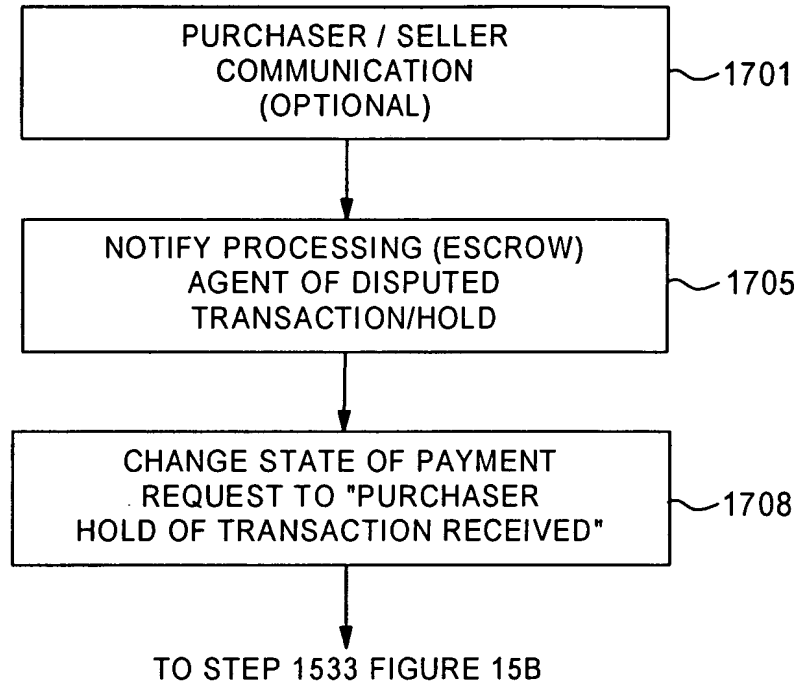 PURCHASER / SELLER
COMMUNICATION
(OPTIONAL)
1701
NOTIFY PROCESSING (ESCROW)
AGENT OF DISPUTED
TRANSACTION/HOLD
1705
CHANGE STATE OF PAYMENT
REQUEST TO "PURCHASER
HOLD OF TRANSACTION RECEIVED"
1708
TO STEP 1533 FIGURE 15B